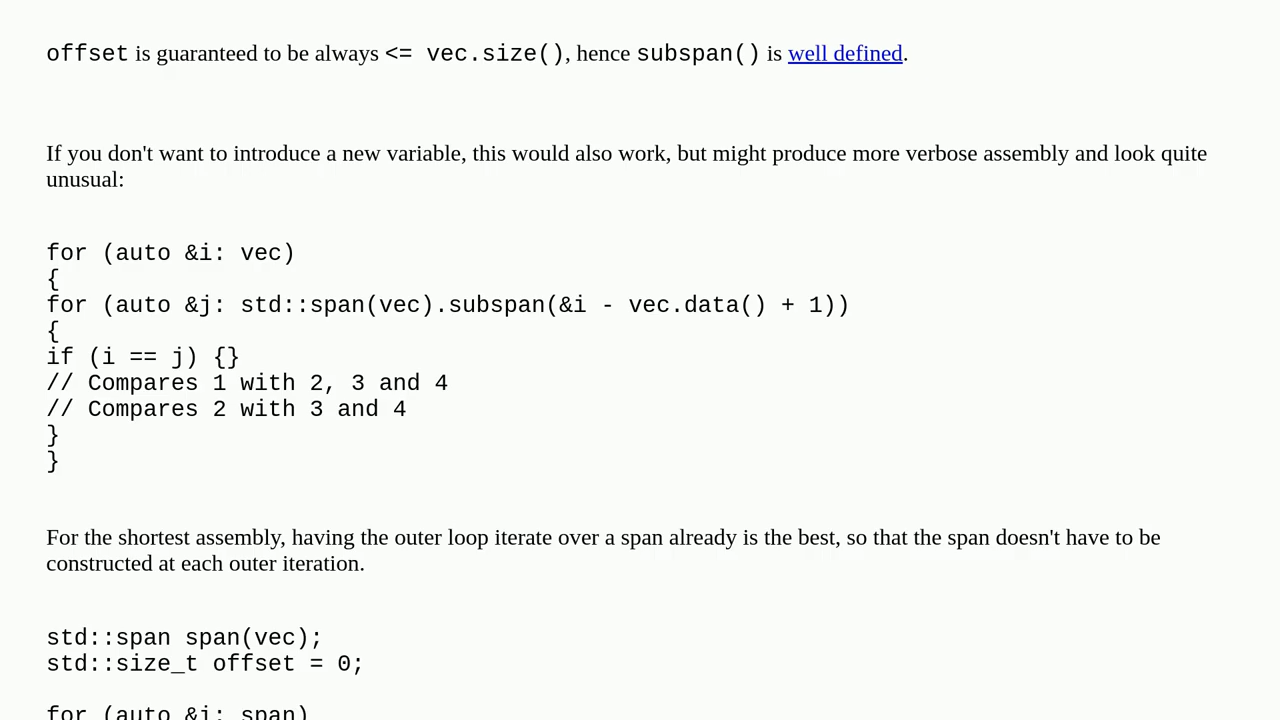 offset is guaranteed to be always <= vec.size(), hence subspan() is well defined.
If you don't want to introduce a new variable, this would also work, but might produce more verbose assembly and look quite
unusual:
for (auto &i: vec)
{
for (auto &j: std::span(vec).subspan(&i - vec.data() + 1))
{
if (i == j) {}
// Compares 1 with 2, 3 and 4
// Compares 2 with 3 and 4
}
}
For the shortest assembly, having the outer loop iterate over a span already is the best, so that the span doesn't have to be
constructed at each outer iteration.
std::span span(vec);
std::size_t offset = 0;
for (auto &i: span)